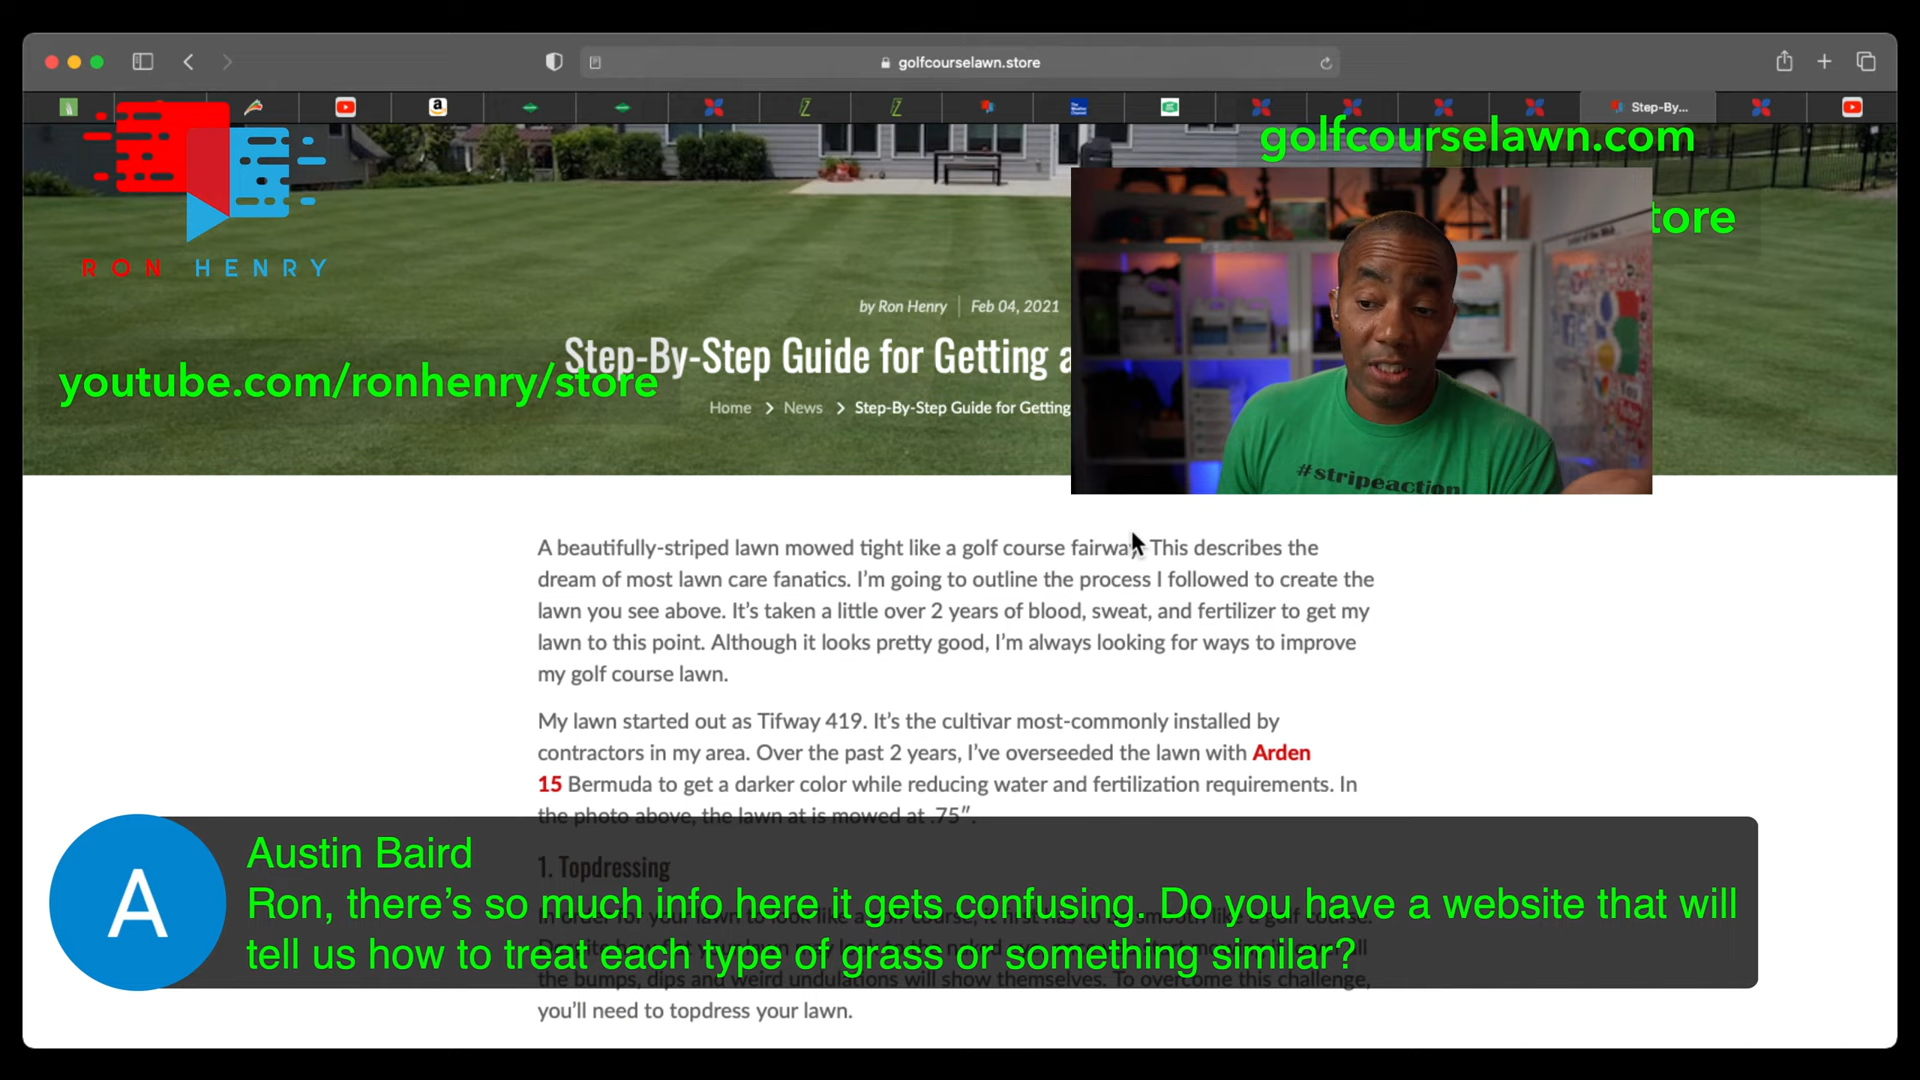 golfcourselawn.store
Step-By...
golfcourselawn.com
tore
RON HENRY
by Ron Henry | Feb 04, 2021
Step-By-Step Guide for Getting a
youtube.com/ronhenry/store
Home > News > Step-By-Step Guide for Getting
#stripeaction
A beautifully-striped lawn mowed tight like a golf course fairway. This describes the
dream of most lawn care fanatics. I'm going to outline the process I followed to create the
lawn you see above. It's taken a little over 2 years of blood, sweat, and fertilizer to get my
lawn to this point. Although it looks pretty good, I'm always looking for ways to improve
my golf course lawn.
My lawn started out as Tifway 419. It's the cultivar most-commonly installed by
contractors in my area. Over the past 2 years, I've overseeded the lawn with Arden
15 Bermuda to get a darker color while reducing water and fertilization requirements. In
the photo above, the lawn at is mowed at .75".
1. Topdressing
A
Austin Baird
Ron, there's so much info here it gets confusing. Do you have a website that will
tell us how to treat each type of grass or something similar?
the bumps, dips and weird undulations will show themselves. To overcome this challenge,
you'll need to topdress your lawn.